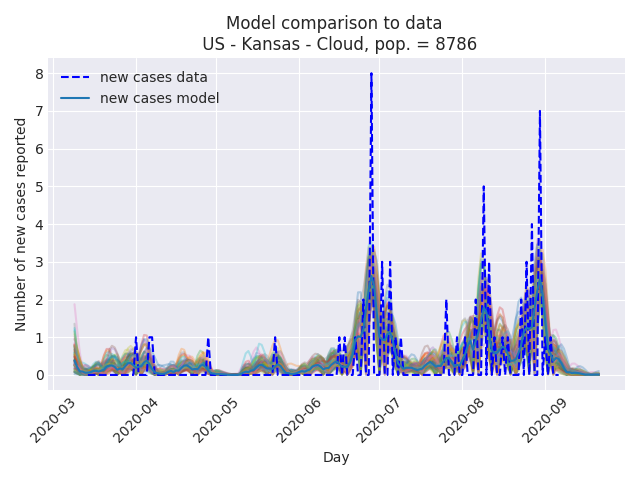 Model comparison to data
US - Kansas - Cloud, pop. = 8786
new cases data
new cases model
Number of new cases reported
8
7
6
5
4
3
2
1
0
2020-03
2020-04
2020-05
2020-06
2020-07
2020-08
2020-09
Day